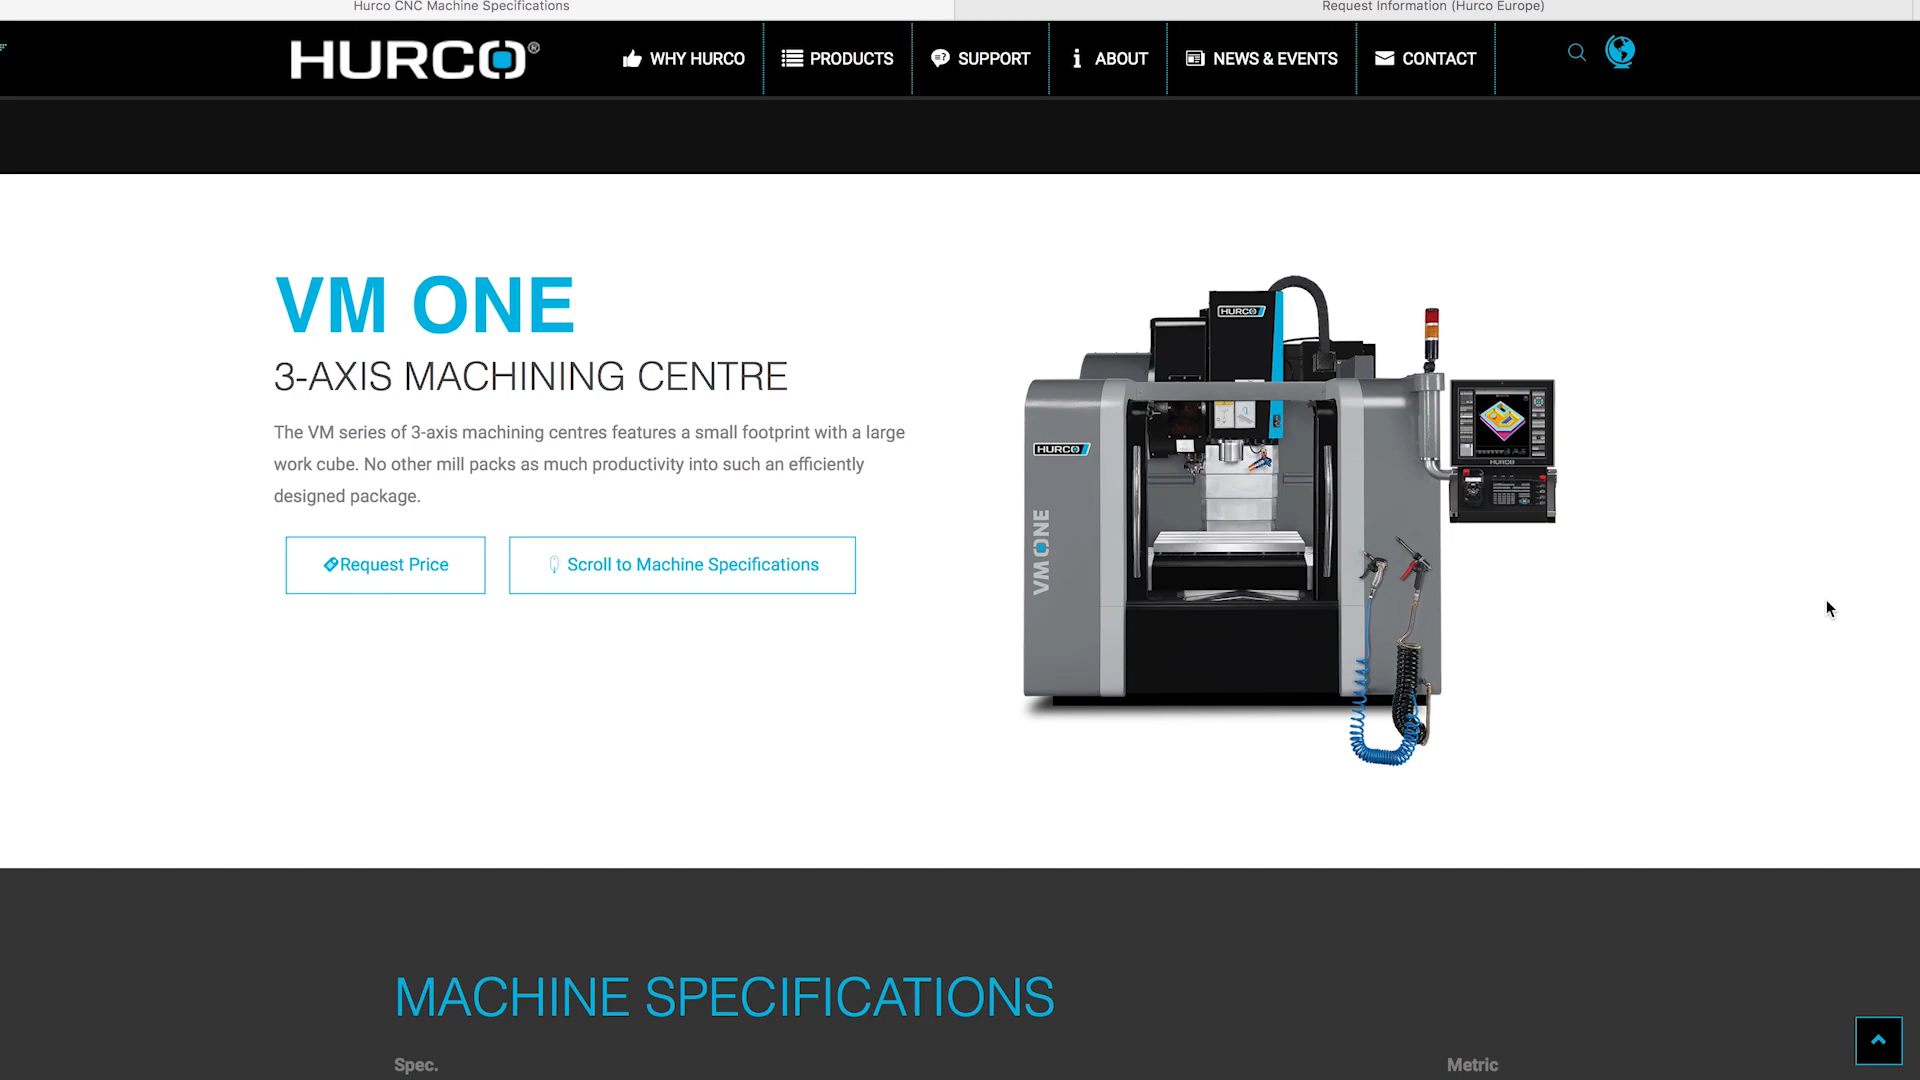 Hurco CNC Machine Specifications
Request Information (Hurco Europe)
HURCO®
WHY HURCO
PRODUCTS
SUPPORT
ABOUT
NEWS & EVENTS
CONTACT
VM ONE
3-AXIS MACHINING CENTRE
The VM series of 3-axis machining centres features a small footprint with a large
work cube. No other mill packs as much productivity into such an efficiently
designed package.
Request Price
Scroll to Machine Specifications
HURCO
HURCO
VM ONE
HURCO
MACHINE SPECIFICATIONS
Spec.
Metric